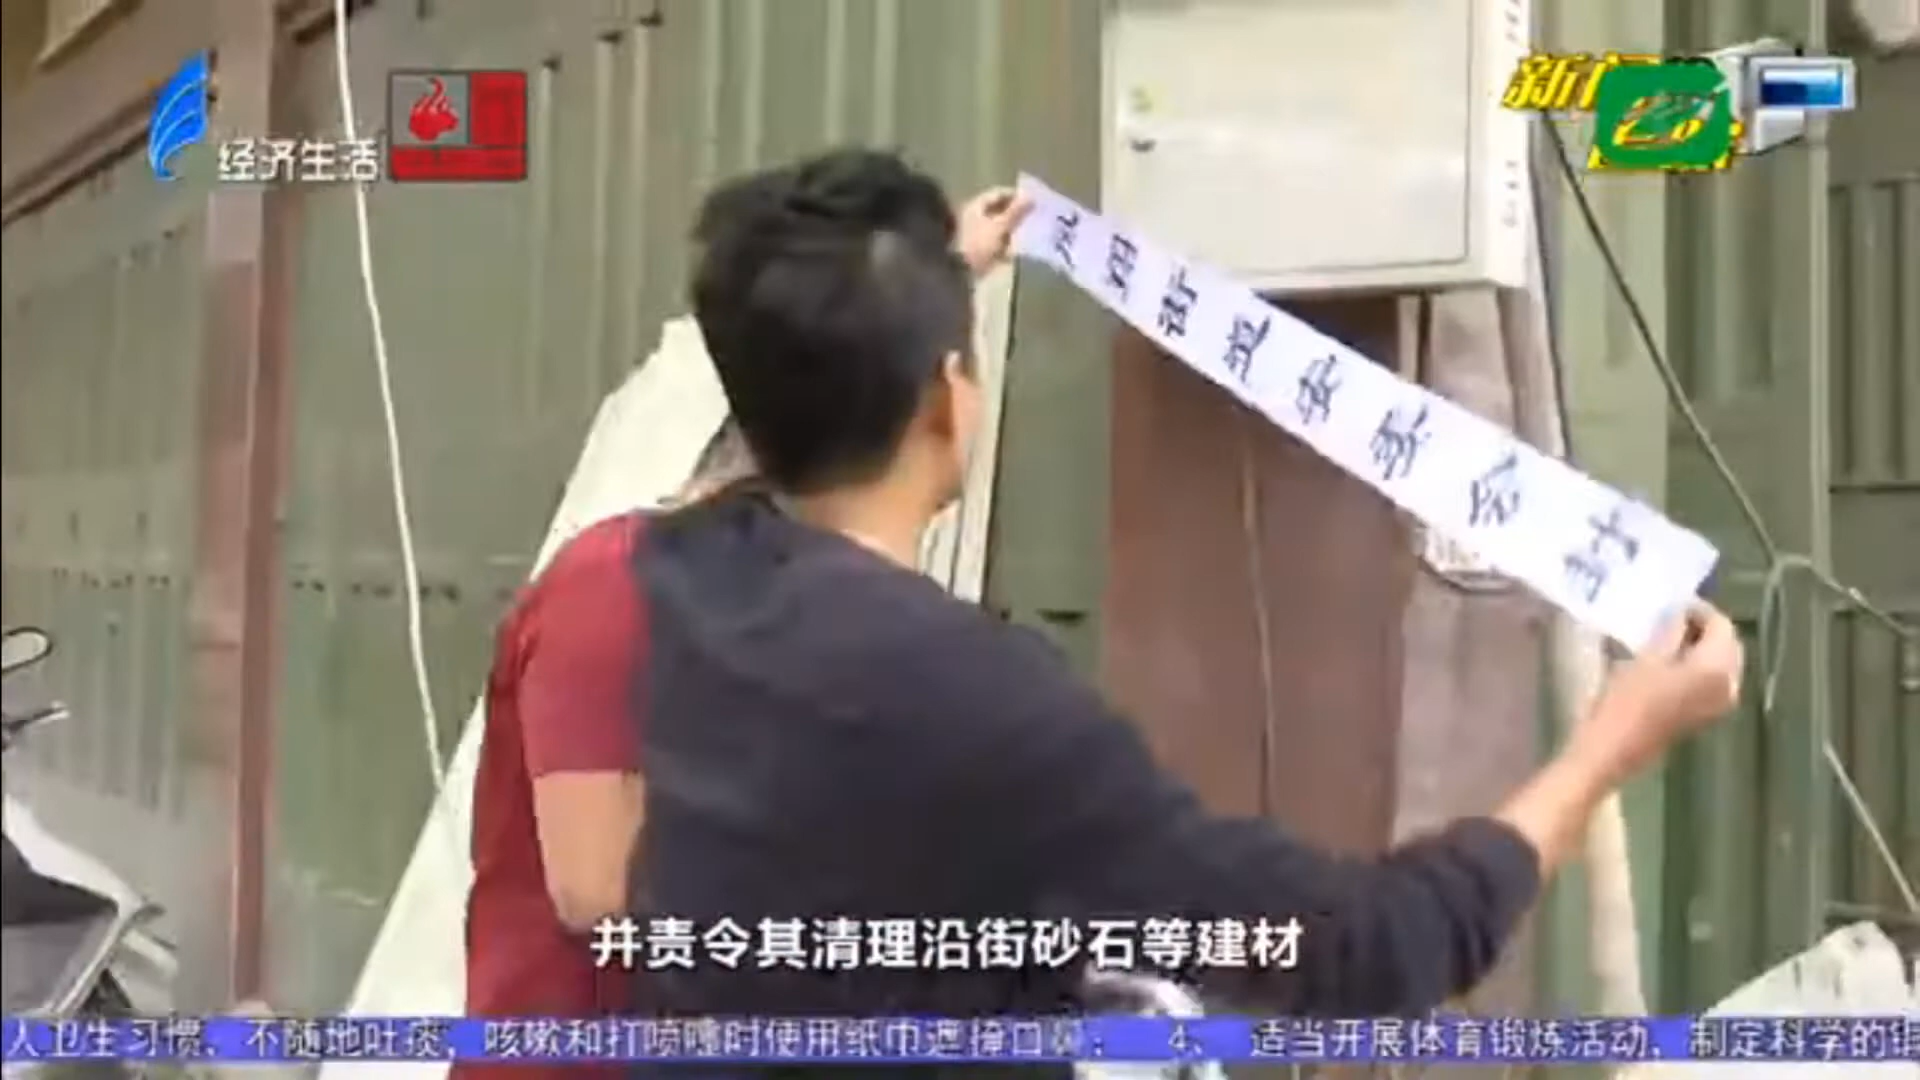 经济生活
新闻
街道安委会封
并责令其清理沿街砂石等建材
人卫生习惯，不随地吐痰，咳嗽和打喷嚏时使用纸巾遮掩口鼻； 4、 适当开展体育锻炼活动，制定科学的锻